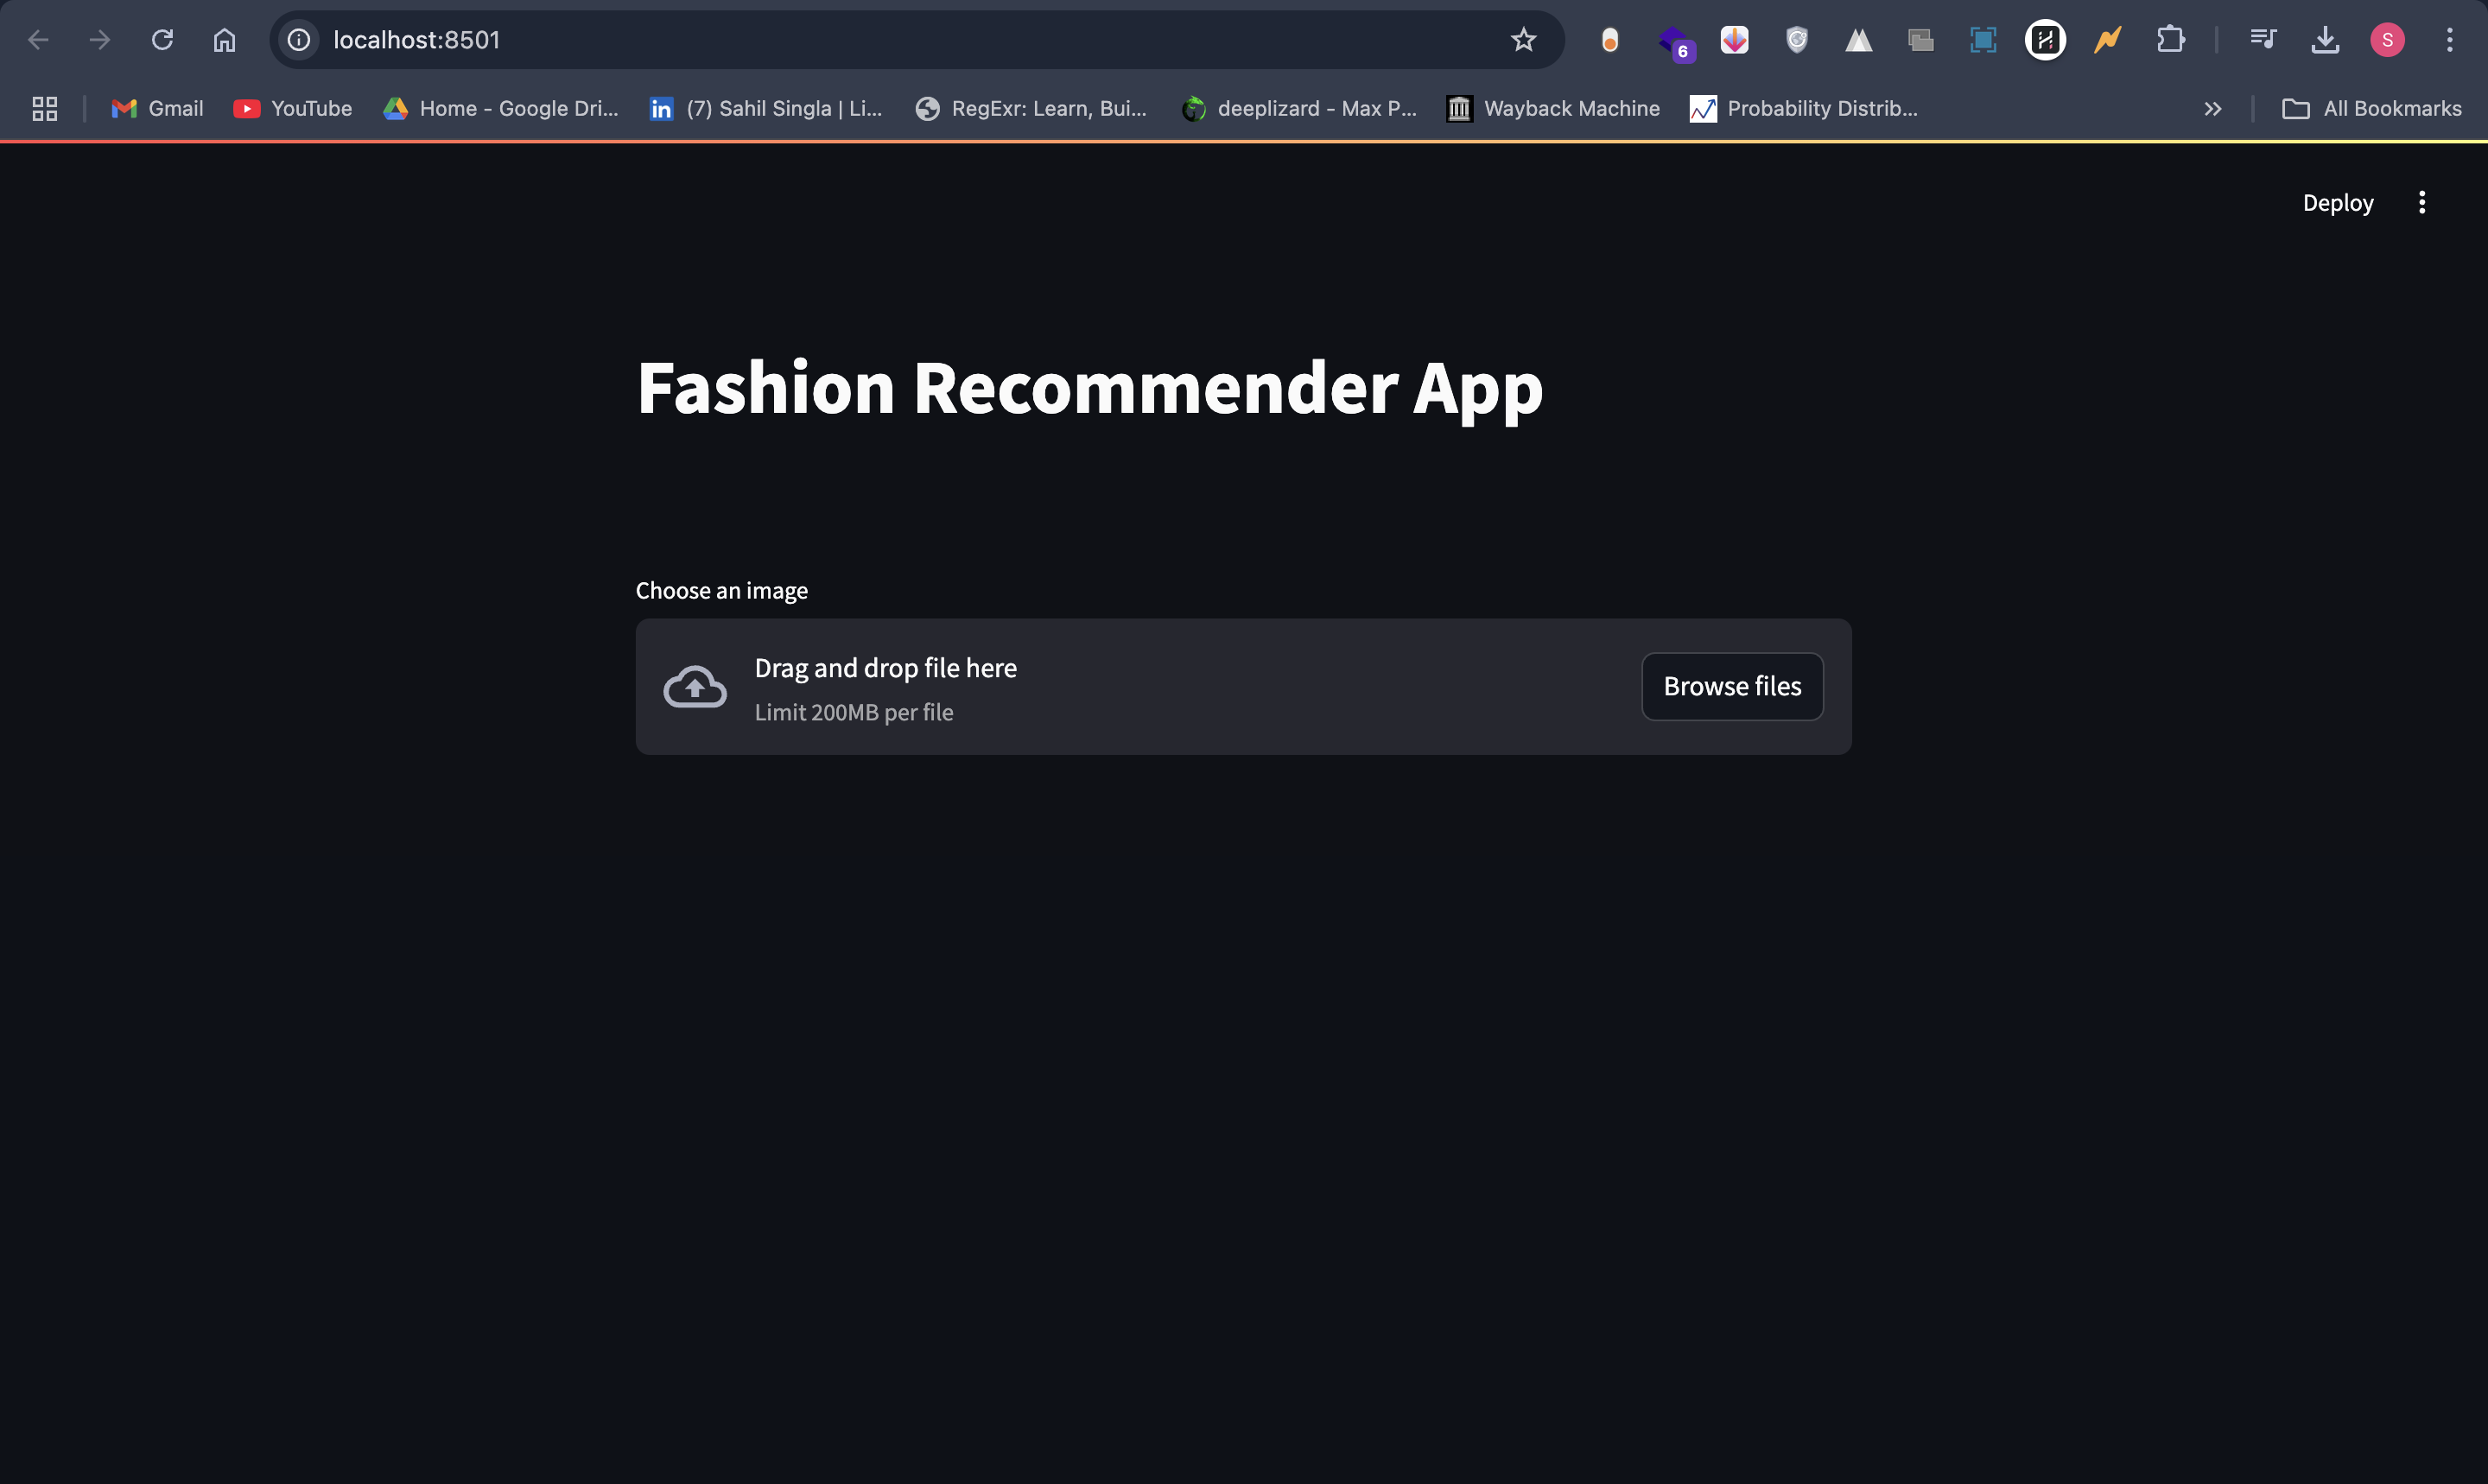 localhost:8501
6
S
Gmail
YouTube
Home - Google Dri...
in
(7) Sahil Singla | Li...
RegExr: Learn, Bui...
deeplizard - Max P...
Wayback Machine
Probability Distrib...
All Bookmarks
Deploy
Fashion Recommender App
Choose an image
Drag and drop file here
Limit 200MB per file
Browse files